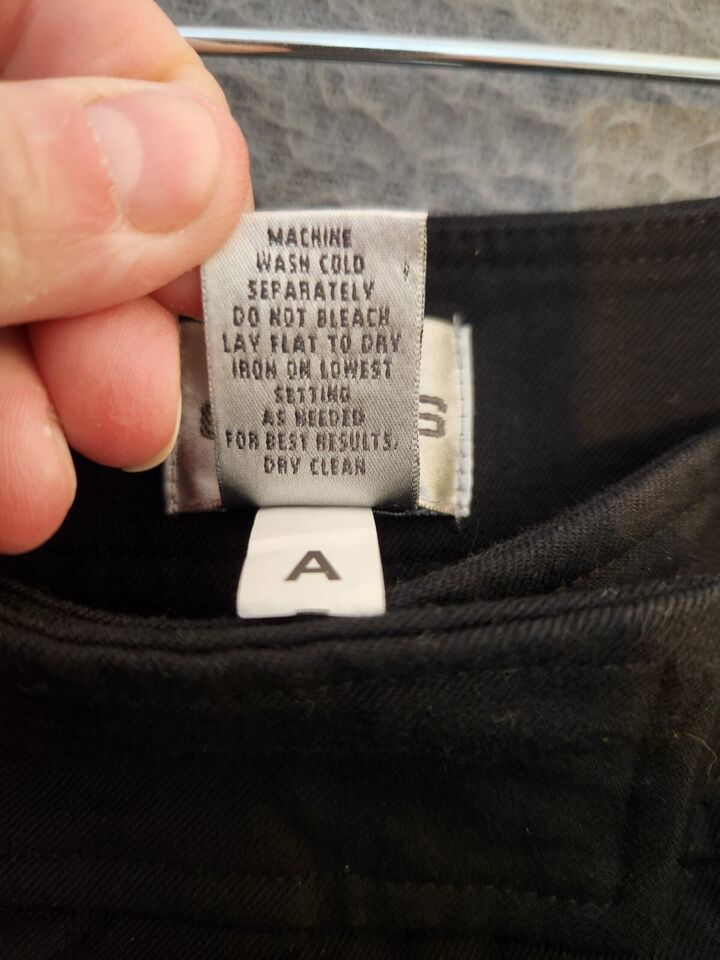 MACHINE
WASH COLD
SEPARATELY
DO NOT BLEACH
LAY FLAT TO DRY
IRON ON LOWEST
SETTING
AS NEEDED
FOR BEST RESULTS,
DRY CLEAN
S
A